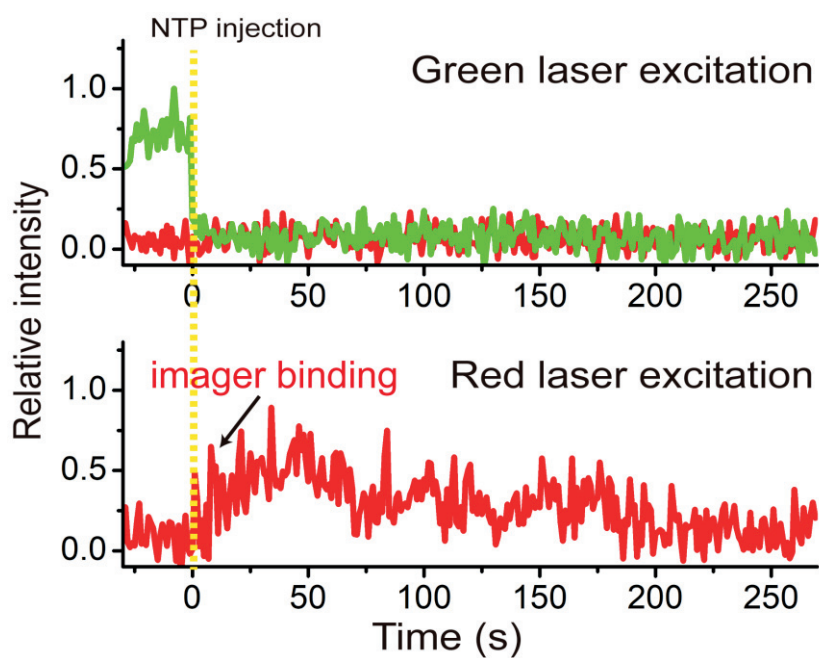 NTP injection
Green laser excitation
Relative intensity
1.0
0.5
0.0
0 50 100 150 200 250
imager binding
Red laser excitation
1.0
0.5
0.0
0 50 100 150 200 250
Time (s)